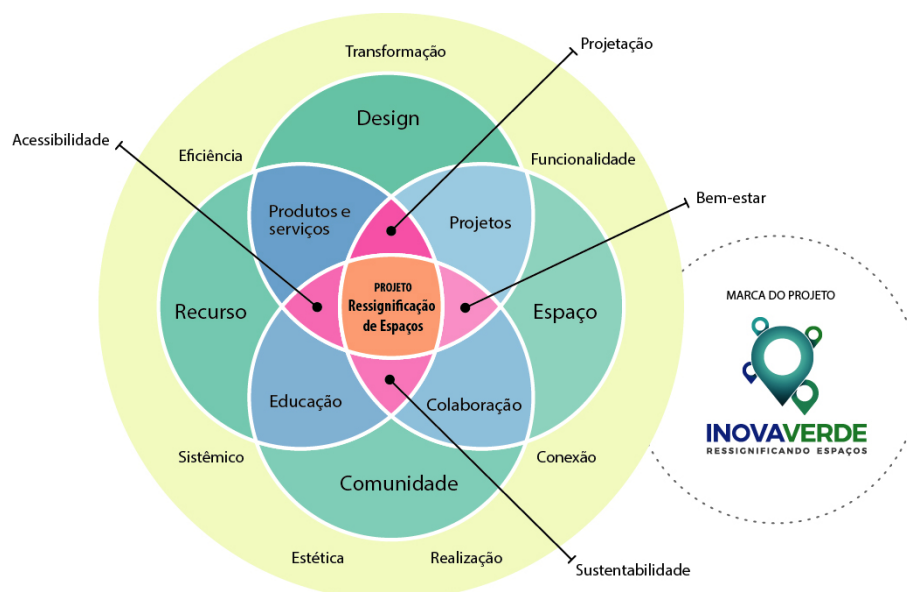 Projetação
Transformação
Design
Acessibilidade
Eficiência
Funcionalidade
Bem-estar
Produtos e
serviços
Projetos
MARCA DO PROJETO
PROJETO
Ressignificação
de Espaços
Recurso
Espaço
Educação
Colaboração
INOVAVERDE
RESSIGNIFICANDO ESPAÇOS
Sistêmico
Conexão
Comunidade
Estética
Realização
Sustentabilidade